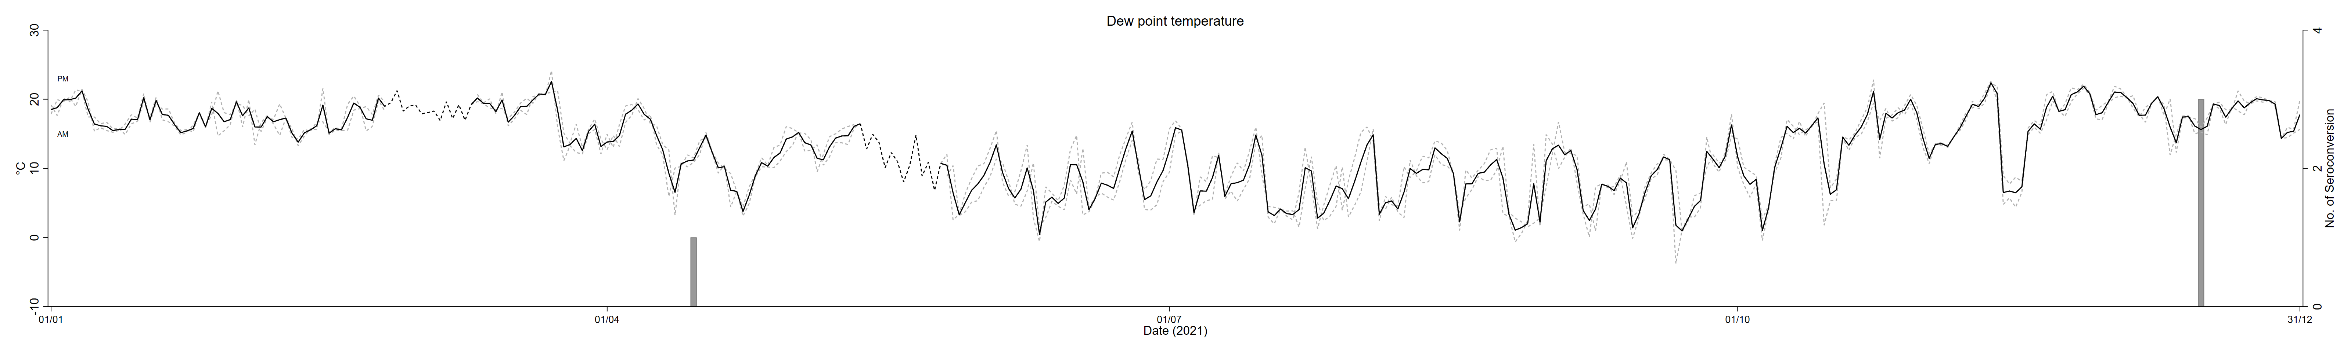 Dew point temperature
30
20
10
0
-10
°C
PM
AM
4
2
0
No. of Seroconversion
01/01
01/04
01/07
01/10
31/12
Date (2021)